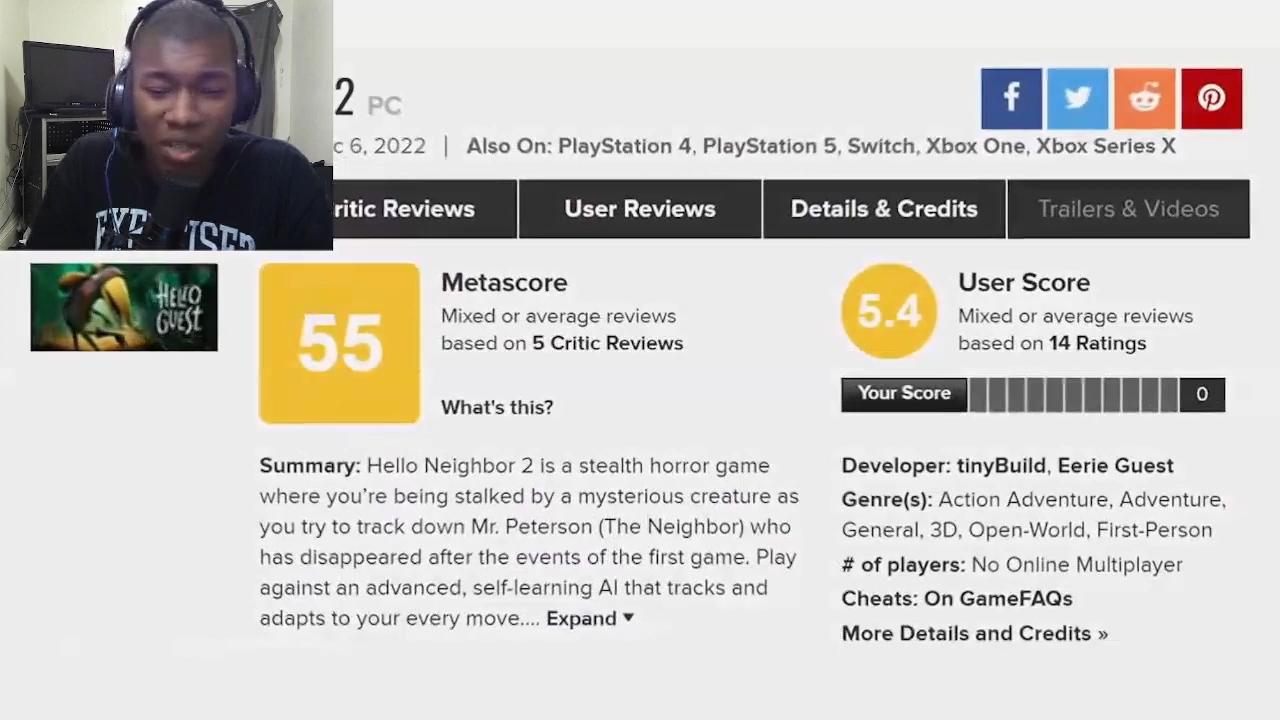 2 PC
c 6, 2022 | Also On: PlayStation 4, PlayStation 5, Switch, Xbox One, Xbox Series X
ritic Reviews
User Reviews
Details & Credits
Trailers & Videos
HELLO
GUEST
55
Metascore
Mixed or average reviews
based on 5 Critic Reviews
What's this?
5.4
User Score
Mixed or average reviews
based on 14 Ratings
Your Score
0
Summary: Hello Neighbor 2 is a stealth horror game
where you’re being stalked by a mysterious creature as
you try to track down Mr. Peterson (The Neighbor) who
has disappeared after the events of the first game. Play
against an advanced, self-learning AI that tracks and
adapts to your every move.... Expand
Developer: tinyBuild, Eerie Guest
Genre(s): Action Adventure, Adventure,
General, 3D, Open-World, First-Person
# of players: No Online Multiplayer
Cheats: On GameFAQs
More Details and Credits »